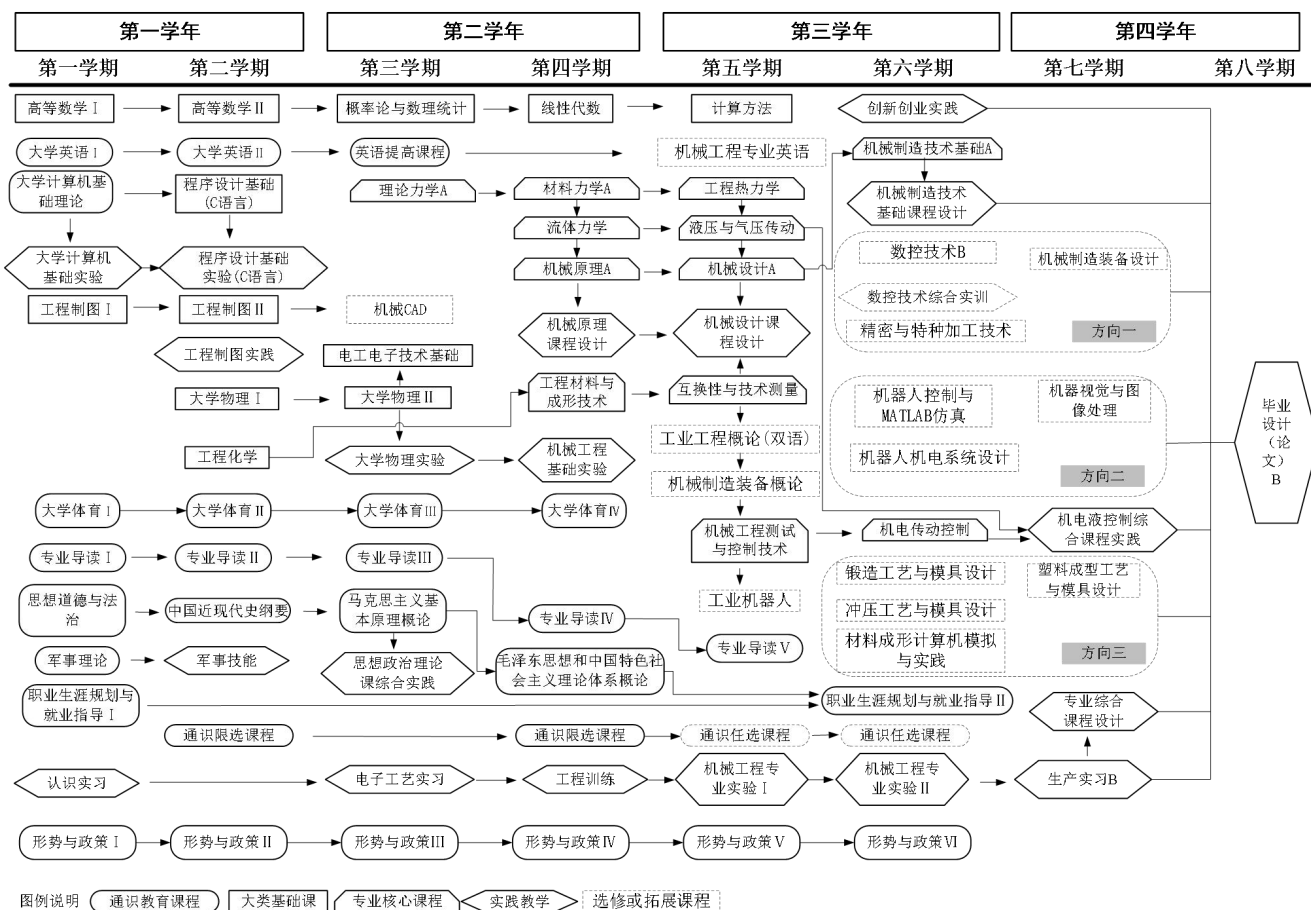 第一学年
第二学年
第三学年
第四学年
第一学期
第二学期
第三学期
第四学期
第五学期
第六学期
第七学期
第八学期
高等数学Ⅰ
高等数学Ⅱ
概率论与数理统计
线性代数
计算方法
创新创业实践
大学英语Ⅰ
大学英语Ⅱ
英语提高课程
机械工程专业英语
机械制造技术基础A
大学计算机基
础理论
程序设计基础
(C语言)
理论力学A
材料力学A
工程热力学
机械制造技术
基础课程设计
流体力学
液压与气压传动
大学计算机
基础实验
程序设计基础
实验(C语言)
机械原理A
机械设计A
数控技术B
机械制造装备设计
数控技术综合实训
精密与特种加工技术
方向一
工程制图Ⅰ
工程制图Ⅱ
机械CAD
机械原理
课程设计
机械设计课
程设计
工程制图实践
电工电子技术基础
大学物理Ⅰ
大学物理Ⅱ
工程材料与
成形技术
互换性与技术测量
机器人控制与
MATLAB仿真
机器视觉与图
像处理
机器人机电系统设计
方向二
毕业
设计
(论
文)
B
工业工程概论(双语)
工程化学
大学物理实验
机械工程
基础实验
机械制造装备概论
大学体育Ⅰ
大学体育Ⅱ
大学体育III
大学体育Ⅳ
机械工程测试
与控制技术
机电传动控制
机电液控制综
合课程实践
专业导读Ⅰ
专业导读Ⅱ
专业导读III
锻造工艺与模具设计
塑料成型工艺
与模具设计
冲压工艺与模具设计
材料成形计算机模拟
与实践
方向三
思想道德与法
治
中国近现代史纲要
马克思主义基
本原理概论
专业导读Ⅳ
工业机器人
专业导读Ⅴ
军事理论
军事技能
思想政治理论
课综合实践
毛泽东思想和中国特色社
会主义理论体系概论
职业生涯规划与
就业指导Ⅰ
职业生涯规划与就业指导Ⅱ
专业综合
课程设计
通识限选课程
通识限选课程
通识任选课程
通识任选课程
认识实习
电子工艺实习
工程训练
机械工程专
业实验Ⅰ
机械工程专
业实验Ⅱ
生产实习B
形势与政策Ⅰ
形势与政策Ⅱ
形势与政策III
形势与政策Ⅳ
形势与政策Ⅴ
形势与政策Ⅵ
图例说明
通识教育课程
大类基础课
专业核心课程
实践教学
选修或拓展课程